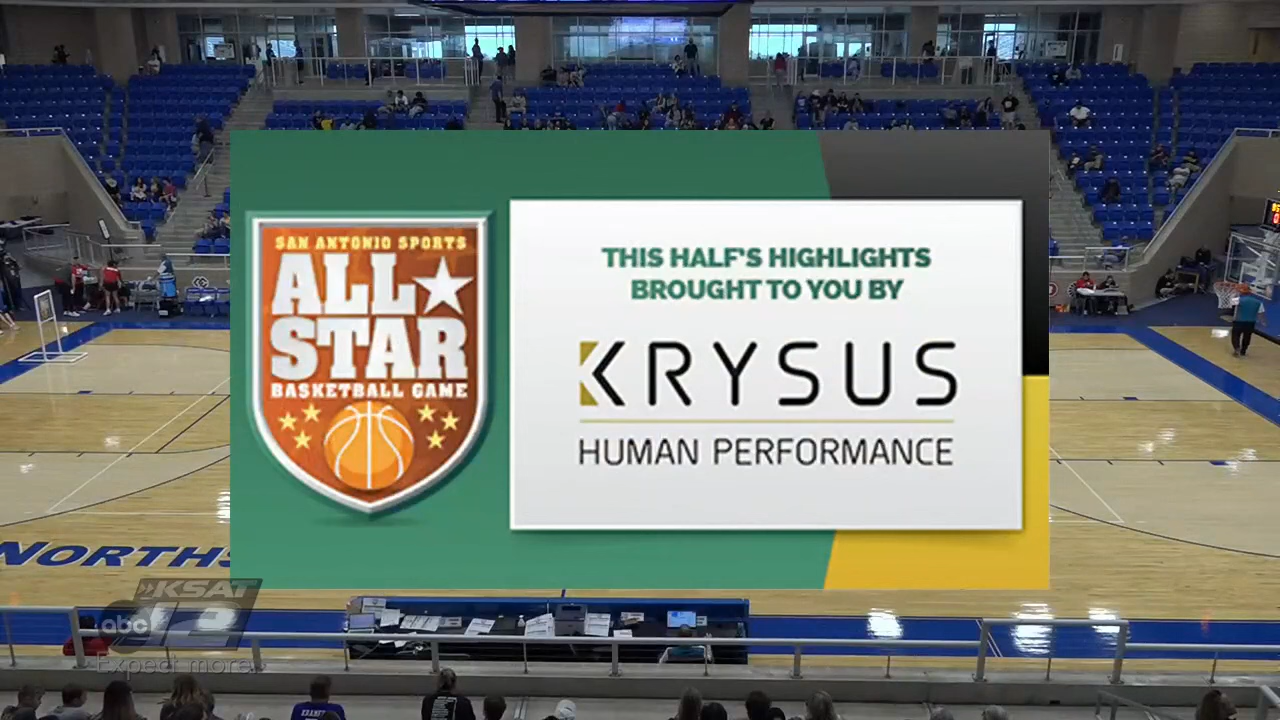 SAN ANTONIO SPORTS
ALL
STAR
BASKETBALL GAME
THIS HALF'S HIGHLIGHTS
BROUGHT TO YOU BY
KRYSUS
HUMAN PERFORMANCE
NORTHS
KSAT
abc 12
Expect more.